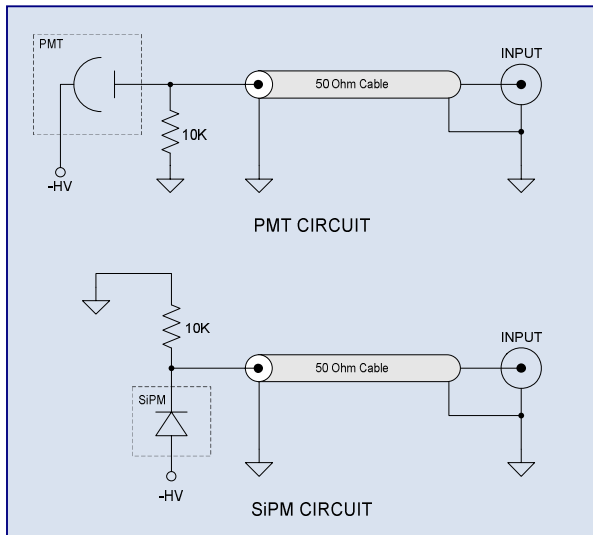 PMT
INPUT
50 Ohm Cable
10K
-HV
PMT CIRCUIT
10K
INPUT
50 Ohm Cable
SiPM
-HV
SiPM CIRCUIT